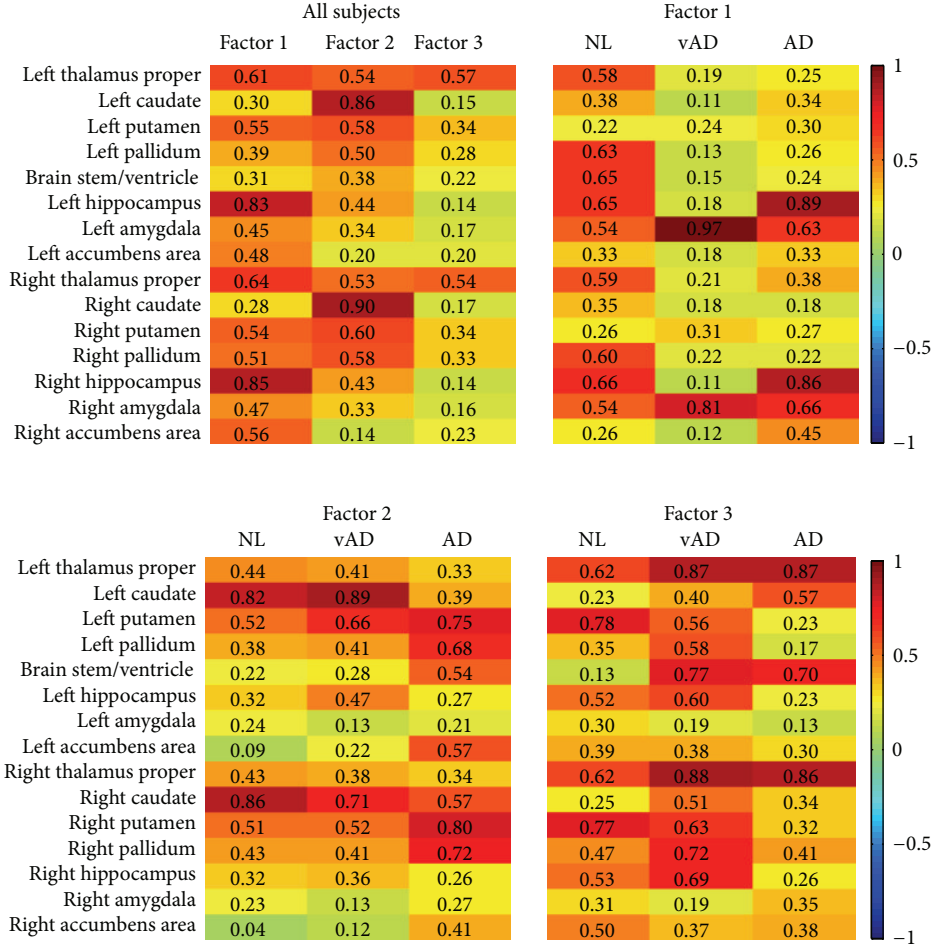 All subjects Factor 1
Factor 1 Factor 2 Factor 3 NL vAD AD
Left thalamus proper 0.61 0.54 0.57 0.58 0.19 0.25 1
Left caudate 0.30 0.86 0.15 0.38 0.11 0.34
Left putamen 0.55 0.58 0.34 0.22 0.24 0.30
Left pallidum 0.39 0.50 0.28 0.63 0.13 0.26 0.5
Brain stem/ventricle 0.31 0.38 0.22 0.65 0.15 0.24
Left hippocampus 0.83 0.44 0.14 0.65 0.18 0.89
Left amygdala 0.45 0.34 0.17 0.54 0.97 0.63
Left accumbens area 0.48 0.20 0.20 0.33 0.18 0.33 0
Right thalamus proper 0.64 0.53 0.54 0.59 0.21 0.38
Right caudate 0.28 0.90 0.17 0.35 0.18 0.18
Right putamen 0.54 0.60 0.34 0.26 0.31 0.27
Right pallidum 0.51 0.58 0.33 0.60 0.22 0.22 −0.5
Right hippocampus 0.85 0.43 0.14 0.66 0.11 0.86
Right amygdala 0.47 0.33 0.16 0.54 0.81 0.66
Right accumbens area 0.56 0.14 0.23 0.26 0.12 0.45 −1
Factor 2 Factor 3
NL vAD AD NL vAD AD
Left thalamus proper 0.44 0.41 0.33 0.62 0.87 0.87 1
Left caudate 0.82 0.89 0.39 0.23 0.40 0.57
Left putamen 0.52 0.66 0.75 0.78 0.56 0.23
Left pallidum 0.38 0.41 0.68 0.35 0.58 0.17 0.5
Brain stem/ventricle 0.22 0.28 0.54 0.13 0.77 0.70
Left hippocampus 0.32 0.47 0.27 0.52 0.60 0.23
Left amygdala 0.24 0.13 0.21 0.30 0.19 0.13
Left accumbens area 0.09 0.22 0.57 0.39 0.38 0.30 0
Right thalamus proper 0.43 0.38 0.34 0.62 0.88 0.86
Right caudate 0.86 0.71 0.57 0.25 0.51 0.34
Right putamen 0.51 0.52 0.80 0.77 0.63 0.32
Right pallidum 0.43 0.41 0.72 0.47 0.72 0.41 −0.5
Right hippocampus 0.32 0.36 0.26 0.53 0.69 0.26
Right amygdala 0.23 0.13 0.27 0.31 0.19 0.35
Right accumbens area 0.04 0.12 0.41 0.50 0.37 0.38 −1